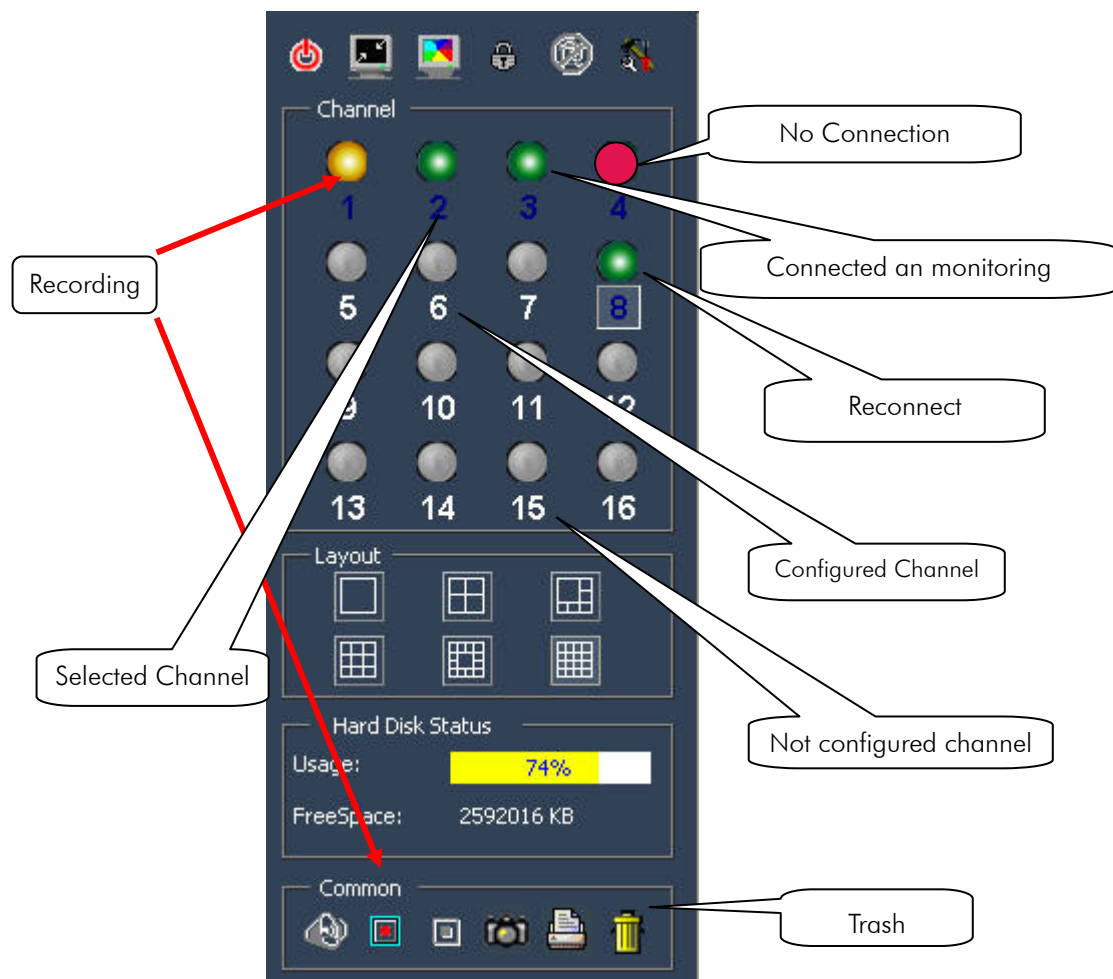 Channel
No Connection
1 2 3 4
Recording
Connected an monitoring
5 6 7 8
Reconnect
9 10 11 12
13 14 15 16
Layout
Configured Channel
Selected Channel
Hard Disk Status
Not configured channel
Usage: 74%
FreeSpace: 2592016 KB
Common
Trash